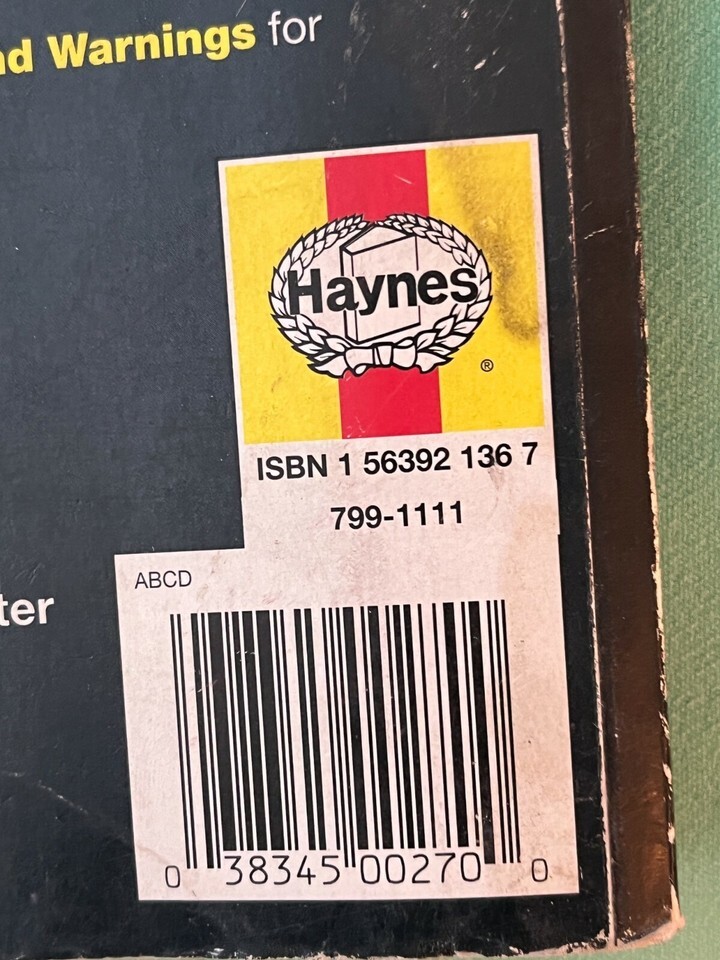 nd Warnings for
Haynes
®
ISBN 1 56392 136 7
799-1111
ABCD
ter
0 38345 00270 0